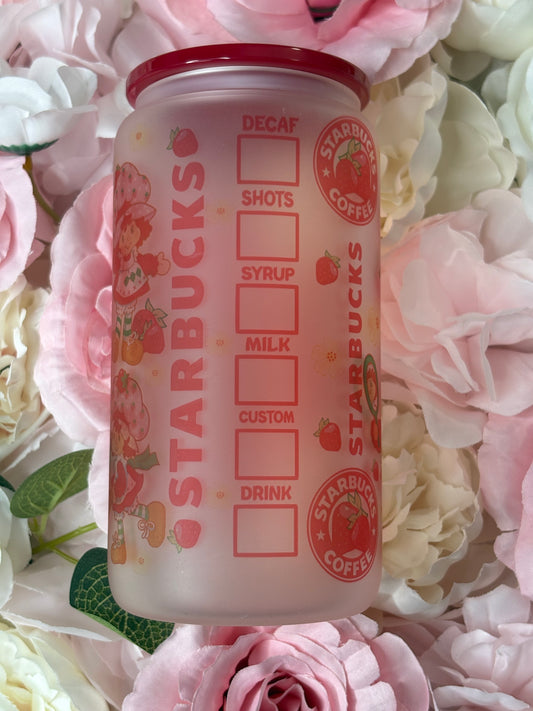 STARBUCKS
DECAF
SHOTS
SYRUP
MILK
CUSTOM
DRINK
STARBUCKS
COFFEE
STARBUCKS
STARBUCKS
COFFEE